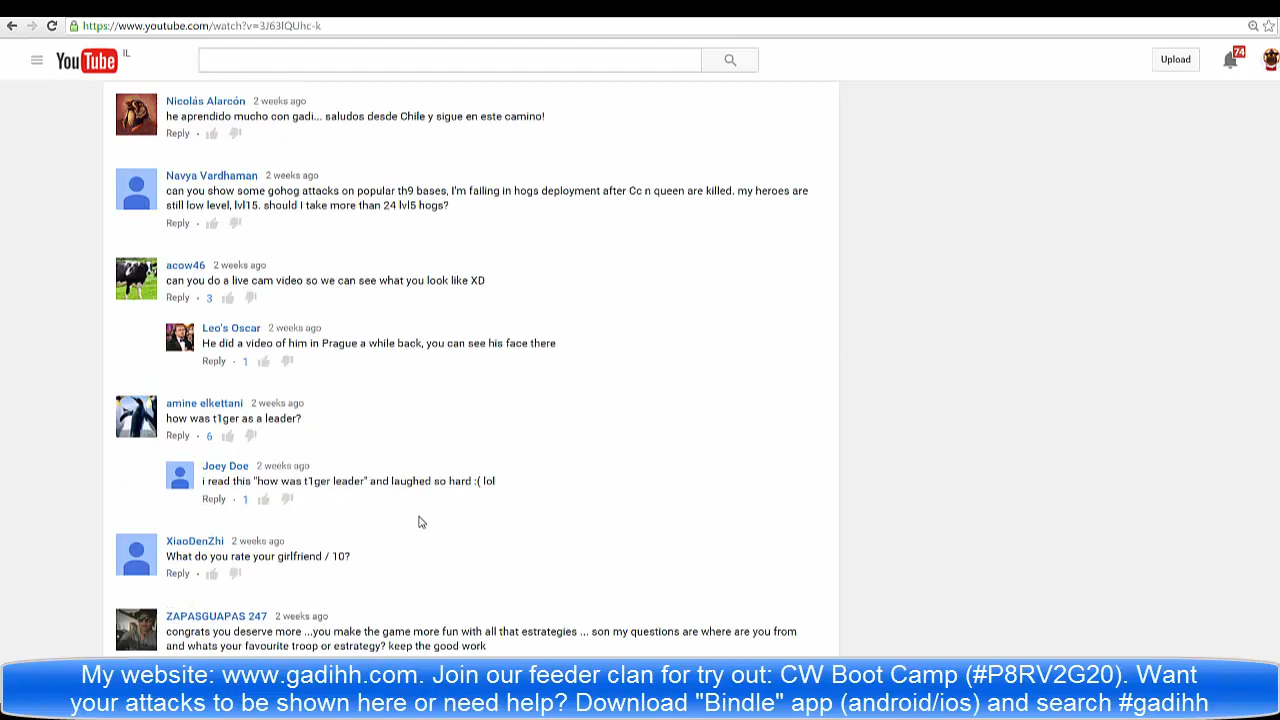 https://www.youtube.com/watch?v=3J63lQUhc-k
YouTube IL
Upload
74
Nicolás Alarcón 2 weeks ago
he aprendido mucho con gadi... saludos desde Chile y sigue en este camino!
Reply •
Navya Vardhaman 2 weeks ago
can you show some gohog attacks on popular th9 bases, I'm failing in hogs deployment after Cc n queen are killed. my heroes are
still low level, lvl15. should I take more than 24 lvl5 hogs?
Reply •
acow46 2 weeks ago
can you do a live cam video so we can see what you look like XD
Reply • 3
Leo's Oscar 2 weeks ago
He did a video of him in Prague a while back, you can see his face there
Reply • 1
amine elkettani 2 weeks ago
how was t1ger as a leader?
Reply • 6
Joey Doe 2 weeks ago
i read this "how was t1ger leader" and laughed so hard :( lol
Reply • 1
XiaoDenZhi 2 weeks ago
What do you rate your girlfriend / 10?
Reply •
ZAPASGUAPAS 247 2 weeks ago
congrats you deserve more ...you make the game more fun with all that estrategies ... son my questions are where are you from
and whats your favourite troop or estrategy? keep the good work
My website: www.gadihh.com. Join our feeder clan for try out: CW Boot Camp (#P8RV2G20). Want
your attacks to be shown here or need help? Download "Bindle" app (android/ios) and search #gadihh